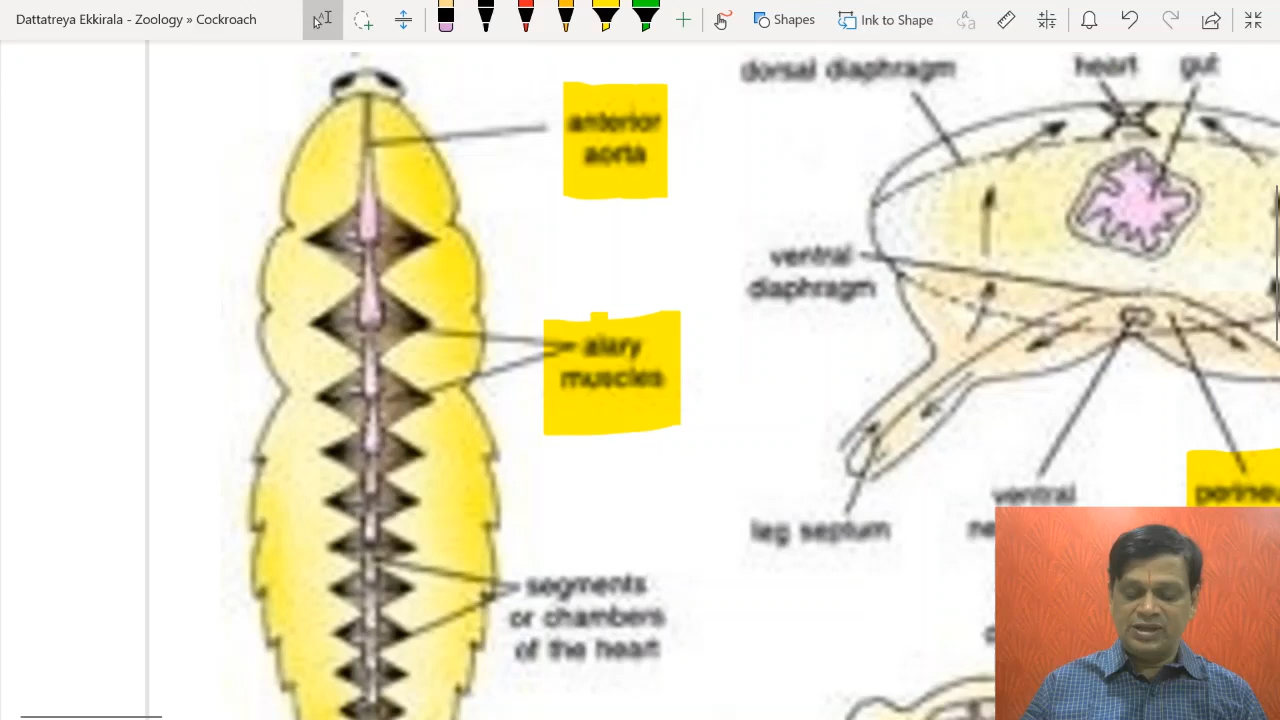 Dattatreya Ekkirala - Zoology » Cockroach
Shapes
Ink to Shape
anterior
aorta
alary
muscles
segments
or chambers
of the heart
dorsal diaphragm
heart
gut
ventral
diaphragm
leg septum
ventral